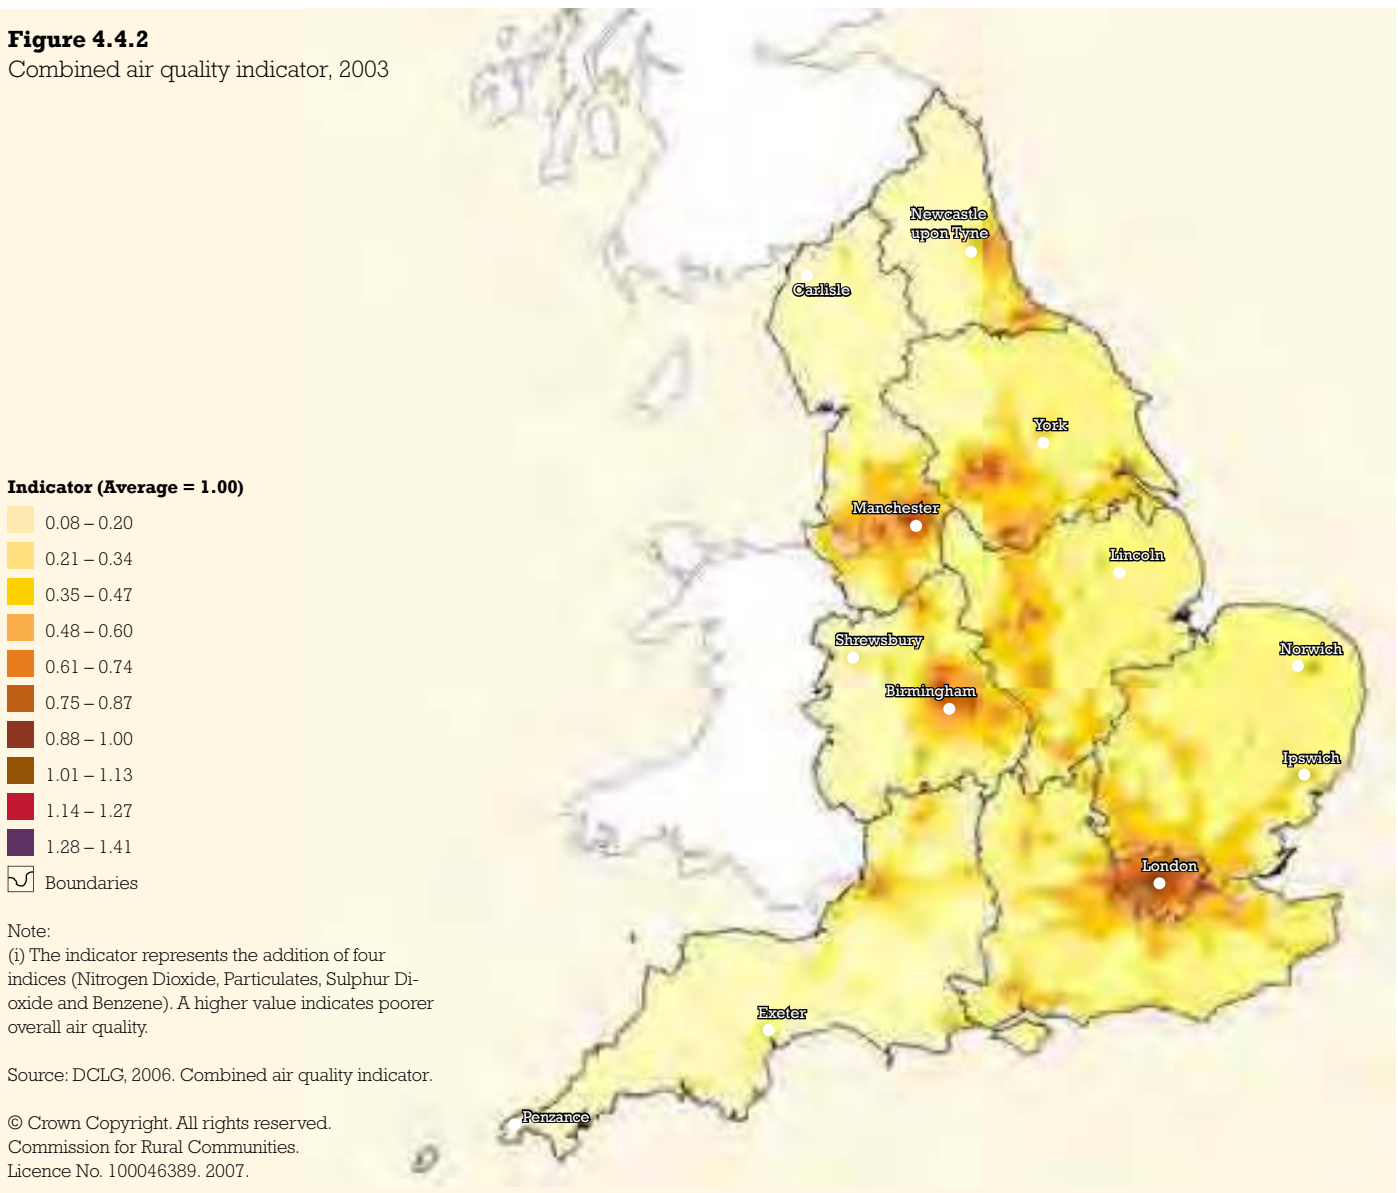 Figure 4.4.2
Combined air quality indicator, 2003
Newcastle
upon Tyne
Carlisle
York
Manchester
Lincoln
Shrewsbury
Norwich
Birmingham
Ipswich
London
Exeter
Penzance
Indicator (Average = 1.00)
0.08 – 0.20
0.21 – 0.34
0.35 – 0.47
0.48 – 0.60
0.61 – 0.74
0.75 – 0.87
0.88 – 1.00
1.01 – 1.13
1.14 – 1.27
1.28 – 1.41
Boundaries
Note:
(i) The indicator represents the addition of four
indices (Nitrogen Dioxide, Particulates, Sulphur Di-
oxide and Benzene). A higher value indicates poorer
overall air quality.
Source: DCLG, 2006. Combined air quality indicator.
© Crown Copyright. All rights reserved.
Commission for Rural Communities.
Licence No. 100046389. 2007.